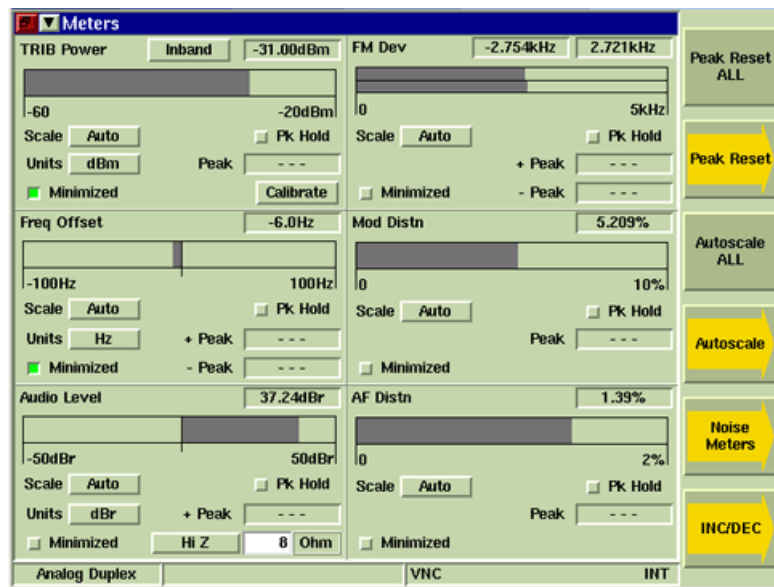 Meters
TRIB Power Inband -31.00dBm
-60 -20dBm
Scale Auto Pk Hold
Units dBm Peak - - -
Minimized Calibrate
FM Dev -2.754kHz 2.721kHz
0 5kHz
Scale Auto Pk Hold
+ Peak - - -
Minimized - Peak - - -
Freq Offset -6.0Hz
-100Hz 100Hz
Scale Auto Pk Hold
Units Hz + Peak - - -
Minimized - Peak - - -
Mod Distn 5.209%
0 10%
Scale Auto Pk Hold
Peak - - -
Minimized
Audio Level 37.24dBr
-50dBr 50dBr
Scale Auto Pk Hold
Units dBr + Peak - - -
Minimized Hi Z 8 Ohm
AF Distn 1.39%
0 2%
Scale Auto Pk Hold
Peak - - -
Minimized
Peak Reset
ALL
Peak Reset
Autoscale
ALL
Autoscale
Noise
Meters
INC/DEC
Analog Duplex VNC INT